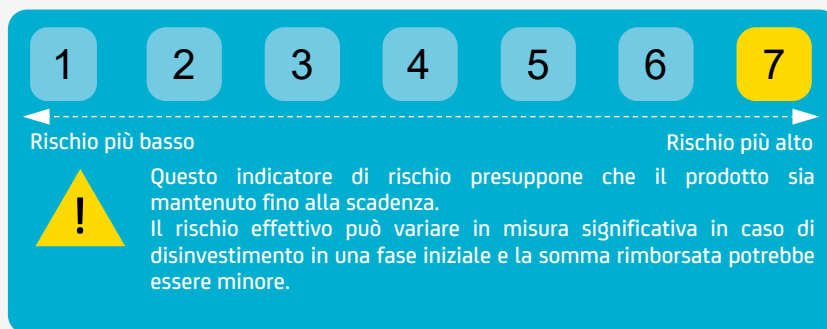 1 2 3 4 5 6 7
Rischio più basso Rischio più alto
!
Questo indicatore di rischio presuppone che il prodotto sia
mantenuto fino alla scadenza.
Il rischio effettivo può variare in misura significativa in caso di
disinvestimento in una fase iniziale e la somma rimborsata potrebbe
essere minore.